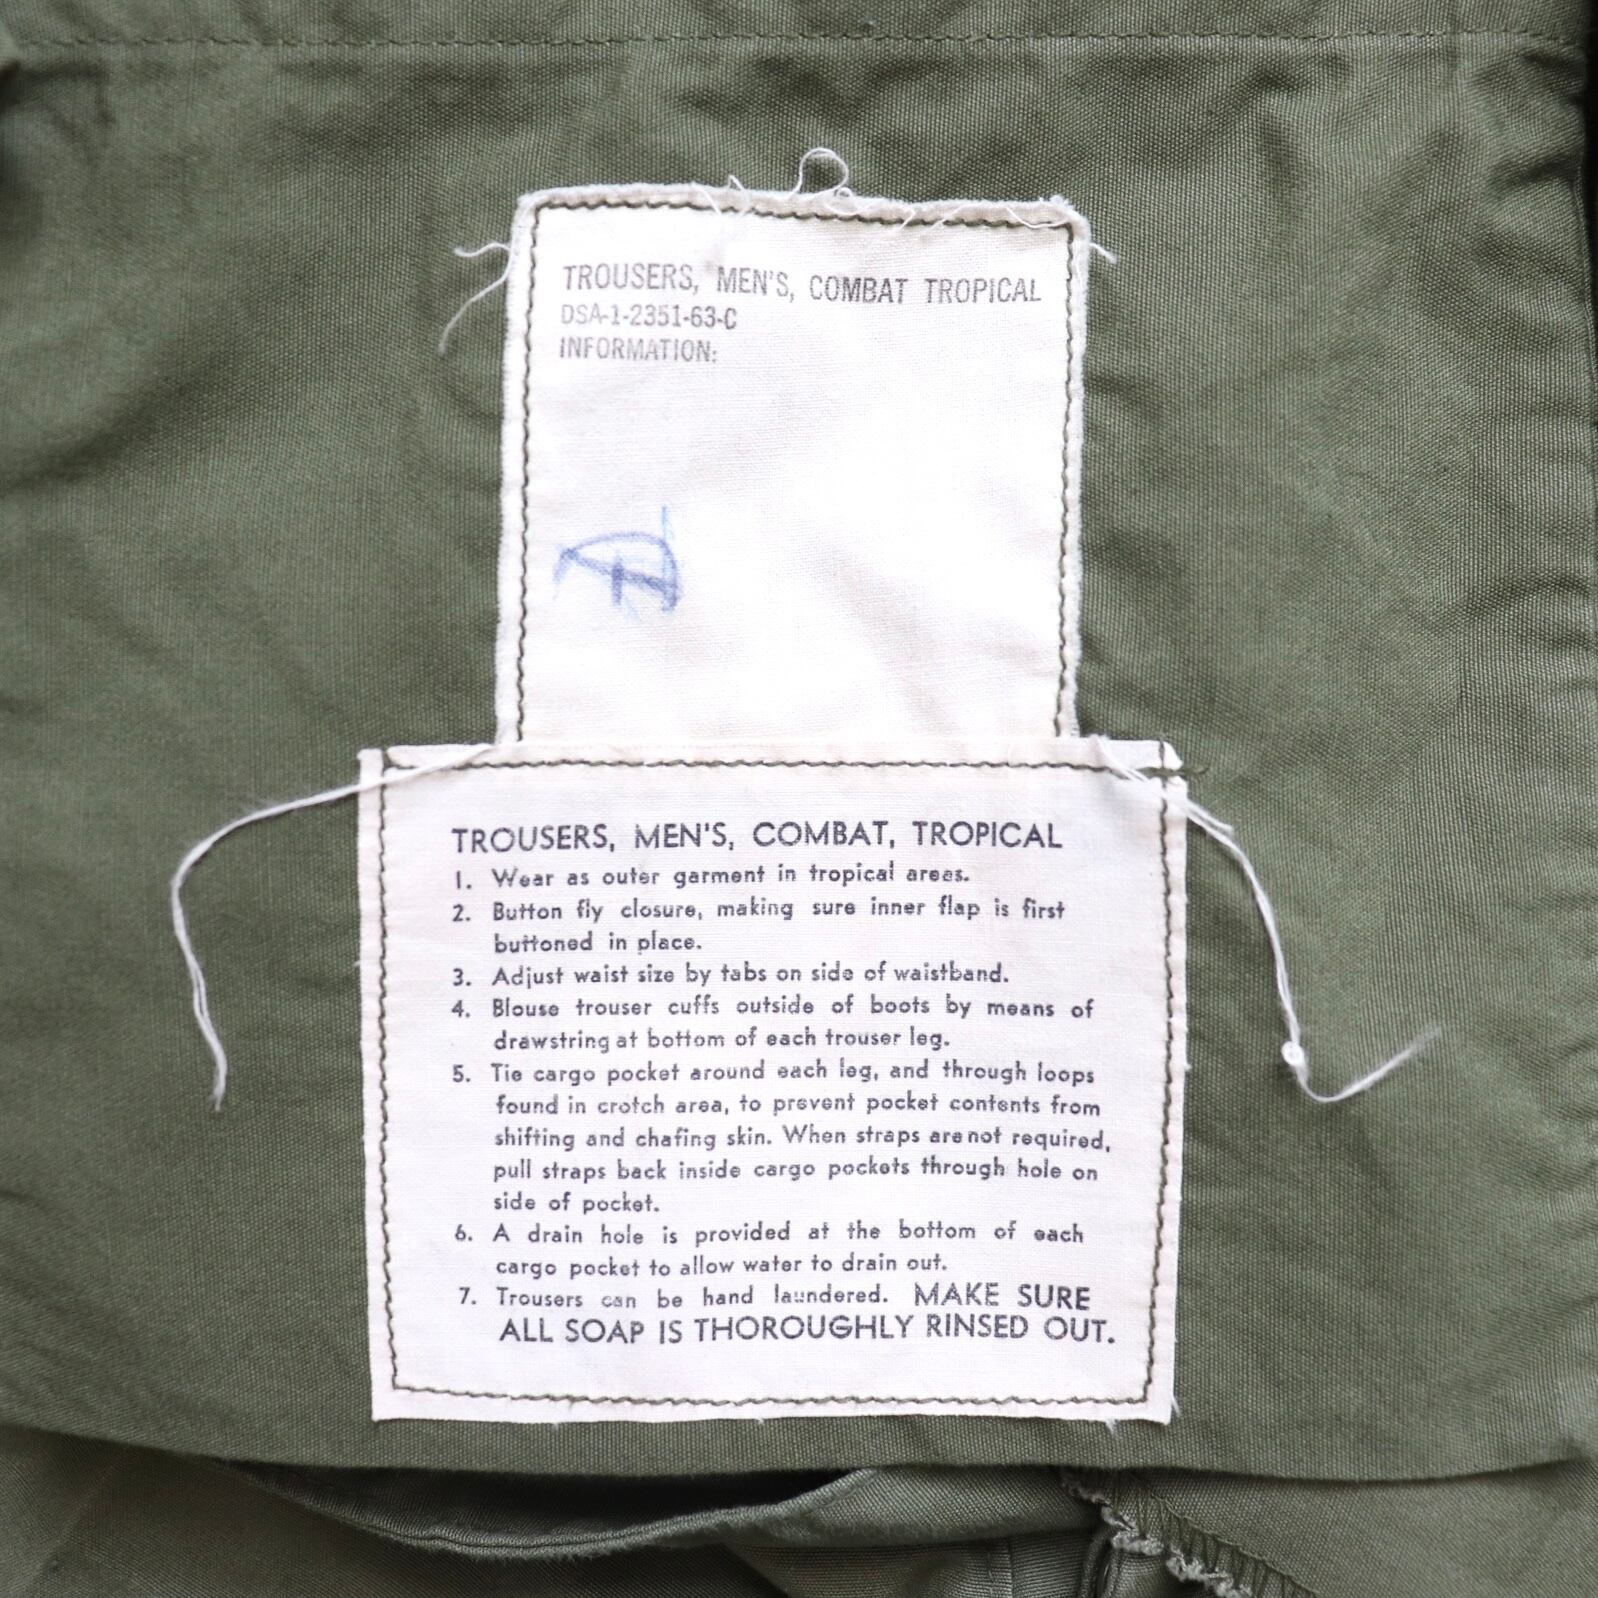 TROUSERS, MEN'S, COMBAT TROPICAL
DSA-1-2351-63-C
INFORMATION:
TROUSERS, MEN'S, COMBAT, TROPICAL
1. Wear as outer garment in tropical areas.
2. Button fly closure, making sure inner flap is first
buttoned in place.
3. Adjust waist size by tabs on side of waistband.
4. Blouse trouser cuffs outside of boots by means of
drawstring at bottom of each trouser leg.
5. Tie cargo pocket around each leg, and through loops
found in crotch area, to prevent pocket contents from
shifting and chafing skin. When straps are not required,
pull straps back inside cargo pockets through hole on
side of pocket.
6. A drain hole is provided at the bottom of each
cargo pocket to allow water to drain out.
7. Trousers can be hand laundered. MAKE SURE
ALL SOAP IS THOROUGHLY RINSED OUT.